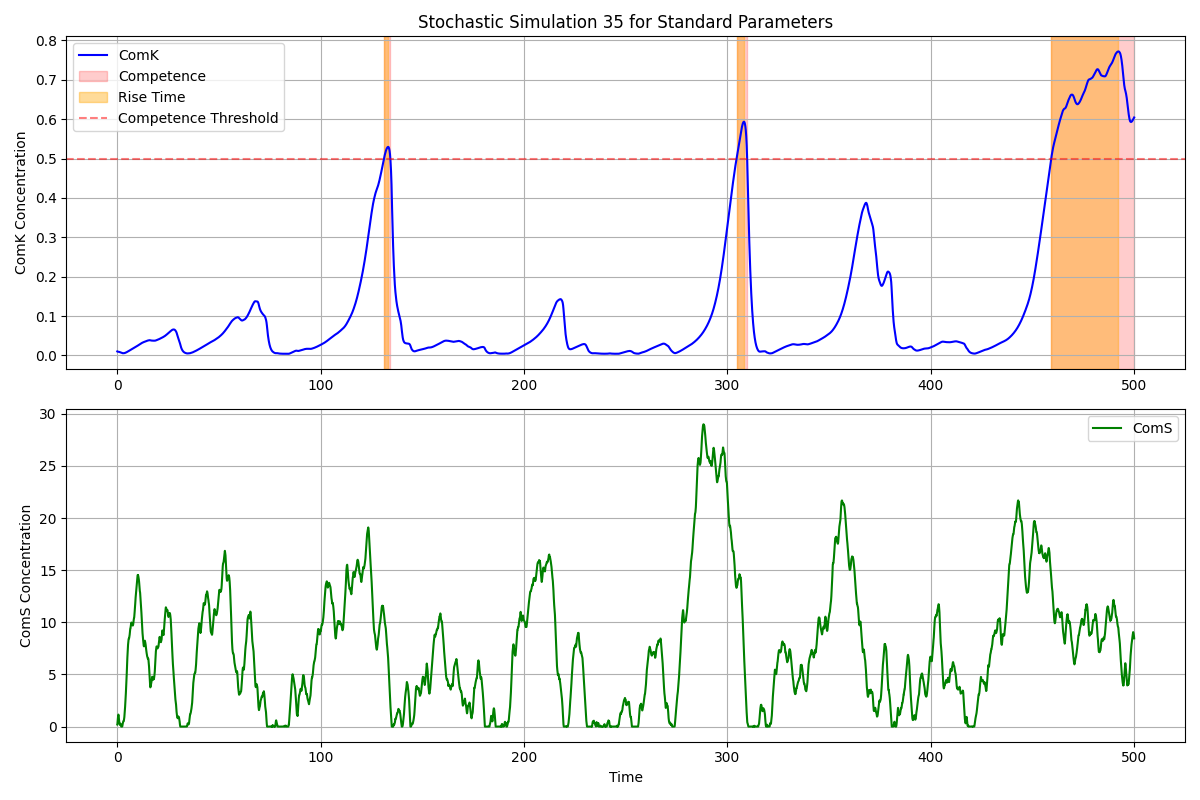 Stochastic Simulation 35 for Standard Parameters
ComK Concentration
0.8
0.7
0.6
0.5
0.4
0.3
0.2
0.1
0.0
ComK
Competence
Rise Time
Competence Threshold
0 100 200 300 400 500
ComS Concentration
30
25
20
15
10
5
0
ComS
0 100 200 300 400 500
Time